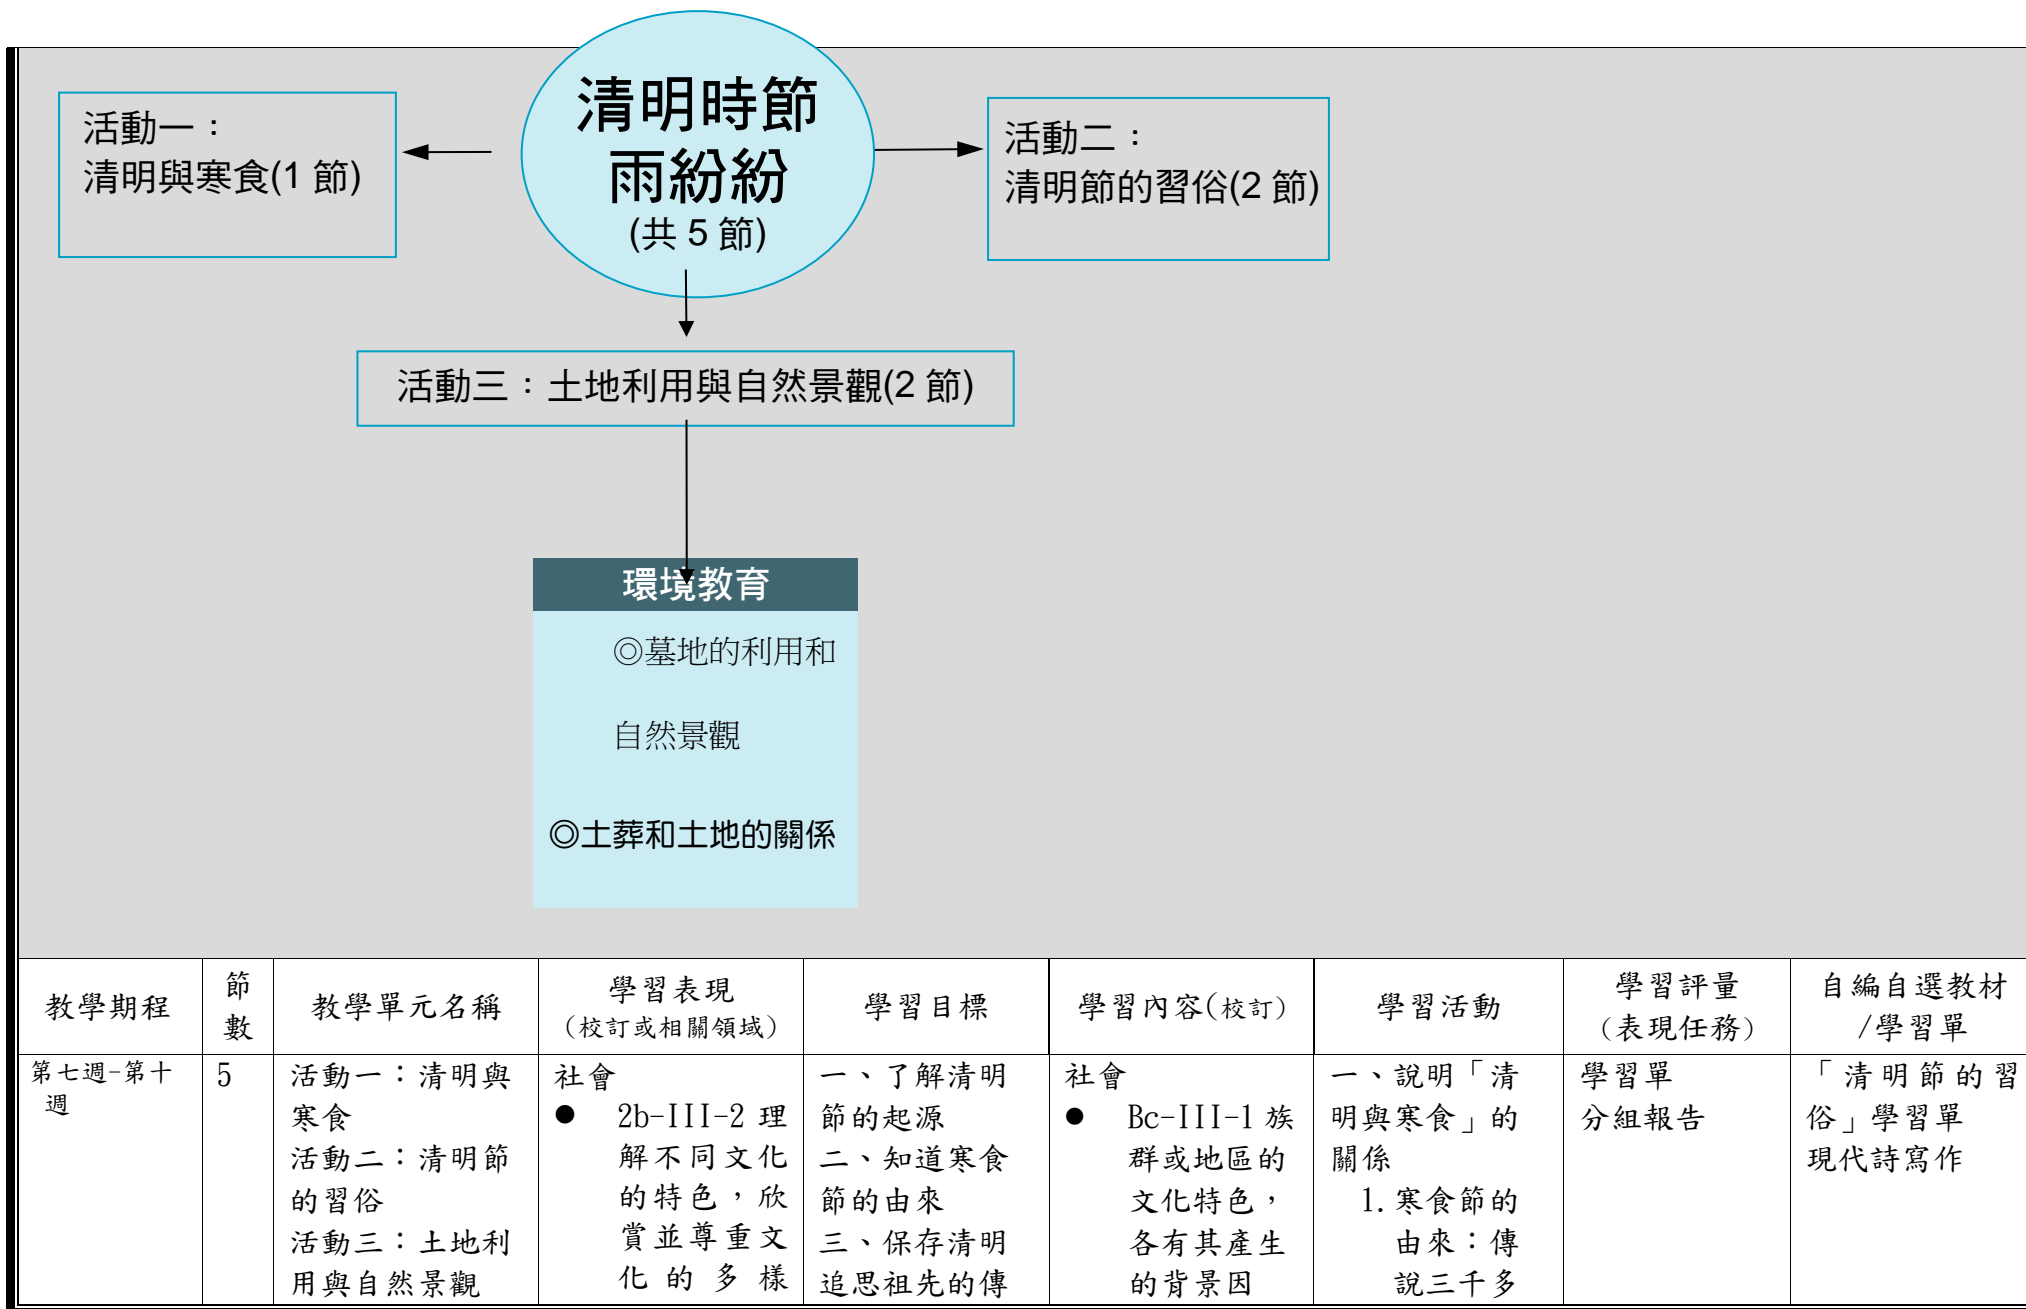 清明時節
雨紛紛
(共 5 節)
活動一：
清明與寒食(1 節)
活動二：
清明節的習俗(2 節)
活動三：土地利用與自然景觀(2 節)
環境教育
◎墓地的利用和
自然景觀
◎土葬和土地的關係
教學期程
節
數
教學單元名稱
學習表現
(校訂或相關領域)
學習目標
學習內容(校訂)
學習活動
學習評量
(表現任務)
自編自選教材
/學習單
第七週-第十
週
5
活動一：清明與
寒食
活動二：清明節
的習俗
活動三：土地利
用與自然景觀
社會
● 2b-III-2 理
解不同文化
的特色，欣
賞並尊重文
化的多樣
一、了解清明
節的起源
二、知道寒食
節的由來
三、保存清明
追思祖先的傳
社會
● Bc-III-1 族
群或地區的
文化特色，
各有其產生
的背景因
一、說明「清
明與寒食」的
關係
1.寒食節的
由來：傳
說三千多
學習單
分組報告
「清明節的習
俗」學習單
現代詩寫作